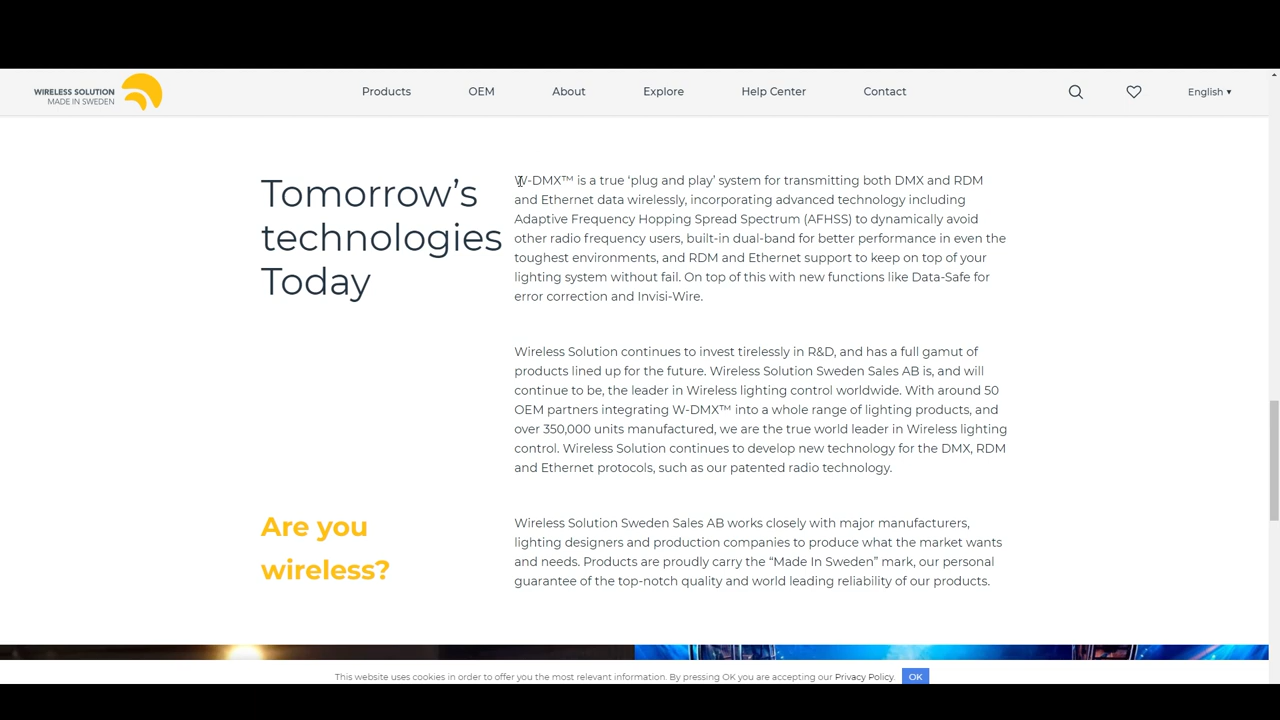 WIRELESS SOLUTION
MADE IN SWEDEN
Products
OEM
About
Explore
Help Center
Contact
English ▾
Tomorrow’s
technologies
Today
W-DMX™ is a true ‘plug and play’ system for transmitting both DMX and RDM
and Ethernet data wirelessly, incorporating advanced technology including
Adaptive Frequency Hopping Spread Spectrum (AFHSS) to dynamically avoid
other radio frequency users, built-in dual-band for better performance in even the
toughest environments, and RDM and Ethernet support to keep on top of your
lighting system without fail. On top of this with new functions like Data-Safe for
error correction and Invisi-Wire.
Wireless Solution continues to invest tirelessly in R&D, and has a full gamut of
products lined up for the future. Wireless Solution Sweden Sales AB is, and will
continue to be, the leader in Wireless lighting control worldwide. With around 50
OEM partners integrating W-DMX™ into a whole range of lighting products, and
over 350,000 units manufactured, we are the true world leader in Wireless lighting
control. Wireless Solution continues to develop new technology for the DMX, RDM
and Ethernet protocols, such as our patented radio technology.
Are you
wireless?
Wireless Solution Sweden Sales AB works closely with major manufacturers,
lighting designers and production companies to produce what the market wants
and needs. Products are proudly carry the “Made In Sweden” mark, our personal
guarantee of the top-notch quality and world leading reliability of our products.
This website uses cookies in order to offer you the most relevant information. By pressing OK you are accepting our Privacy Policy.
OK